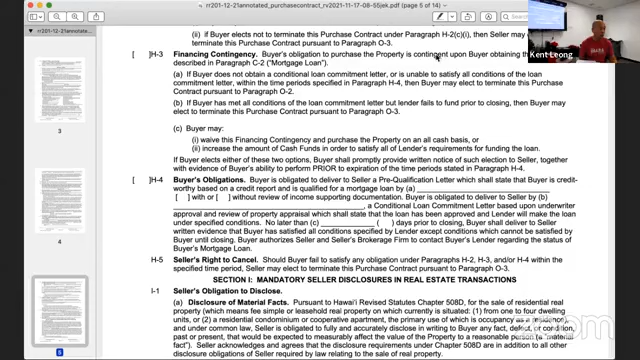 rr201-12-21annotated_purchasecontract_rv2021-11-17-08-55jek.pdf (page 5 of 14)
Kent Leong
3
4
5
(ii) if Buyer elects not to terminate this Purchase Contract under Paragraph H-2(c)(i), then Seller may elect to
terminate this Purchase Contract pursuant to Paragraph O-3.
[ ]H-3 Financing Contingency. Buyer's obligation to purchase the Property is contingent upon Buyer obtaining the
described in Paragraph C-2 ("Mortgage Loan").
(a) If Buyer does not obtain a conditional loan commitment letter, or is unable to satisfy all conditions of the loan
commitment letter, within the time periods specified in Paragraph H-4, then Buyer may elect to terminate this Purchase
Contract pursuant to Paragraph O-2.
(b) If Buyer has met all conditions of the loan commitment letter but lender fails to fund prior to closing, then Buyer may
elect to terminate this Purchase Contract pursuant to Paragraph O-3.
(c) Buyer may:
(i) waive this Financing Contingency and purchase the Property on an all cash basis, or
(ii) increase the amount of Cash Funds in order to satisfy all of Lender's requirements for funding the loan.
If Buyer elects either of these two options, Buyer shall promptly provide written notice of such election to Seller, together
with evidence of Buyer's ability to perform PRIOR to expiration of the time periods stated in Paragraph H-4.
[ ] H-4 Buyer's Obligations. Buyer is obligated to deliver to Seller a Pre-Qualification Letter which shall state that Buyer is credit-
worthy based on a credit report and is qualified for a mortgage loan by (a)
[ ] with or [ ] without review of income supporting documentation. Buyer is obligated to deliver to Seller by (b)
, a Conditional Loan Commitment Letter based upon underwriter
approval and review of property appraisal which shall state that the loan has been approved and Lender will make the loan
under specified conditions. No later than (c) ( ) days prior to closing, Buyer shall deliver to Seller
written evidence that Buyer has satisfied all conditions specified by Lender except conditions which cannot be satisfied by
Buyer until closing. Buyer authorizes Seller and Seller's Brokerage Firm to contact Buyer's Lender regarding the status of
Buyer's Mortgage Loan.
H-5 Seller's Right to Cancel. Should Buyer fail to satisfy any obligations under Paragraphs H-2, H-3, and/or H-4 within
the specified time period, Seller may elect to terminate this Purchase Contract pursuant to Paragraph O-3.
SECTION I: MANDATORY SELLER DISCLOSURES IN REAL ESTATE TRANSACTIONS
I-1 Seller's Obligation to Disclose.
(a) Disclosure of Material Facts. Pursuant to Hawai'i Revised Statutes Chapter 508D, for the sale of residential real
property (which means fee simple or leasehold real property on which currently is situated: (1) from one to four dwelling
units, or (2) a residential condominium or cooperative apartment, the primary use of which is occupancy as a residence)
and under common law, Seller is obligated to fully and accurately disclose in writing to Buyer any fact, defect, or condition,
past or present, that would be expected to measurably affect the value of the Property to a reasonable person (a "material
fact"). Seller acknowledges and agrees that the disclosure requirements under Chapter 508D are in addition to all other
disclosure obligations of Seller required by law relating to the sale of real property.